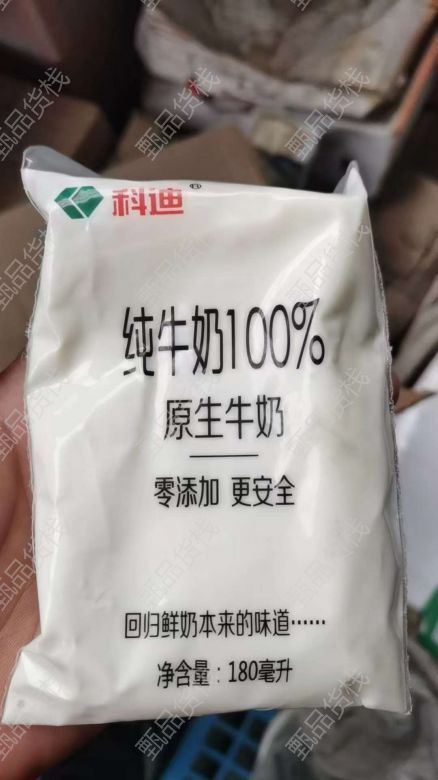 科迪®
纯牛奶100%
原生牛奶
零添加 更安全
回归鲜奶本来的味道……
净含量：180毫升
甄品货栈